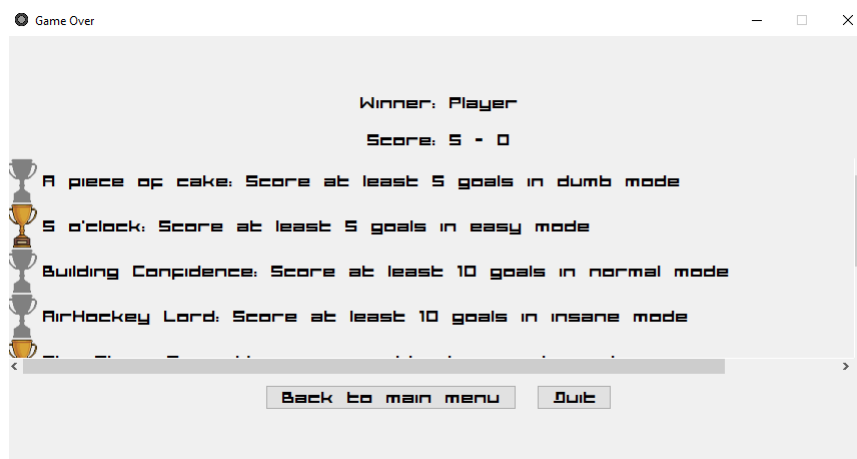 Game Over
Winner: Player
Score: 5 - 0
A piece of cake: Score at least 5 goals in dumb mode
5 o'clock: Score at least 5 goals in easy mode
Building Confidence: Score at least 10 goals in normal mode
AirHockey Lord: Score at least 10 goals in insane mode
Back to main menu
Quit